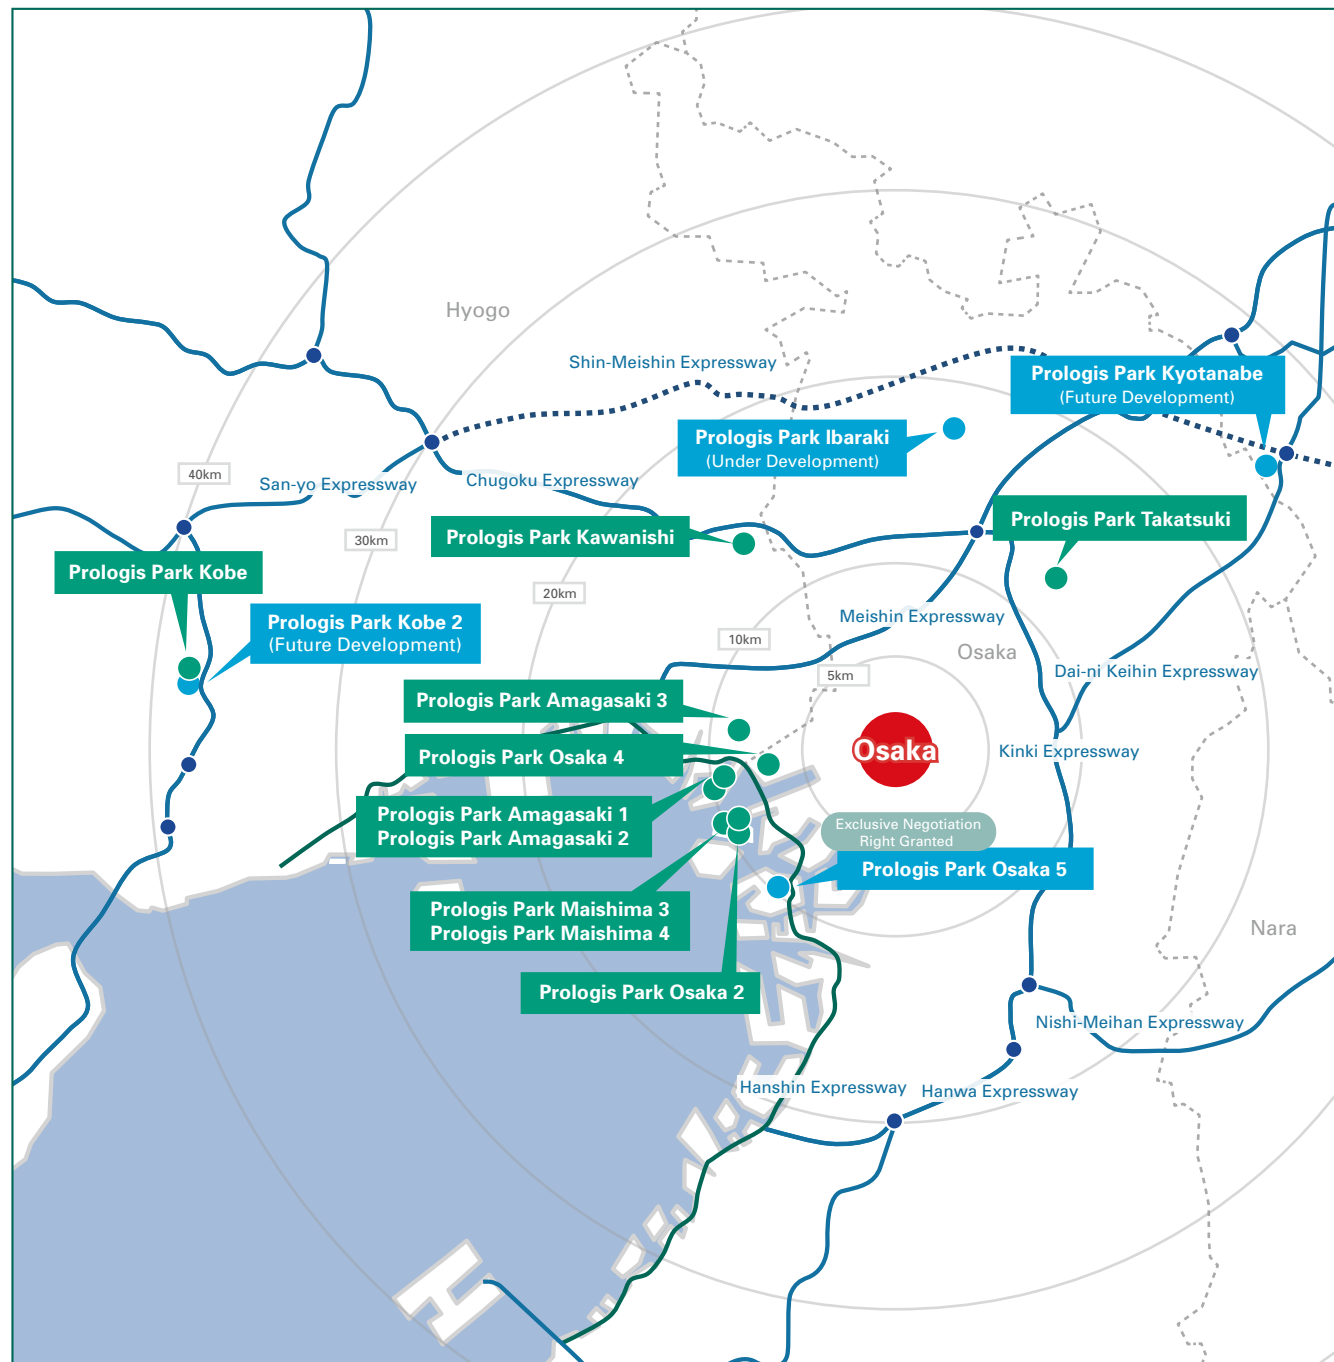 Hyogo
Shin-Meishin Expressway
Prologis Park Kyotanabe
(Future Development)
Prologis Park Ibaraki
(Under Development)
40km
San-yo Expressway
Chugoku Expressway
Prologis Park Takatsuki
30km
Prologis Park Kawanishi
Prologis Park Kobe
20km
Prologis Park Kobe 2
(Future Development)
Meishin Expressway
10km
Osaka
5km
Dai-ni Keihin Expressway
Prologis Park Amagasaki 3
Prologis Park Osaka 4
Osaka
Kinki Expressway
Prologis Park Amagasaki 1
Prologis Park Amagasaki 2
Exclusive Negotiation
Right Granted
Prologis Park Osaka 5
Prologis Park Maishima 3
Prologis Park Maishima 4
Nara
Prologis Park Osaka 2
Nishi-Meihan Expressway
Hanshin Expressway
Hanwa Expressway